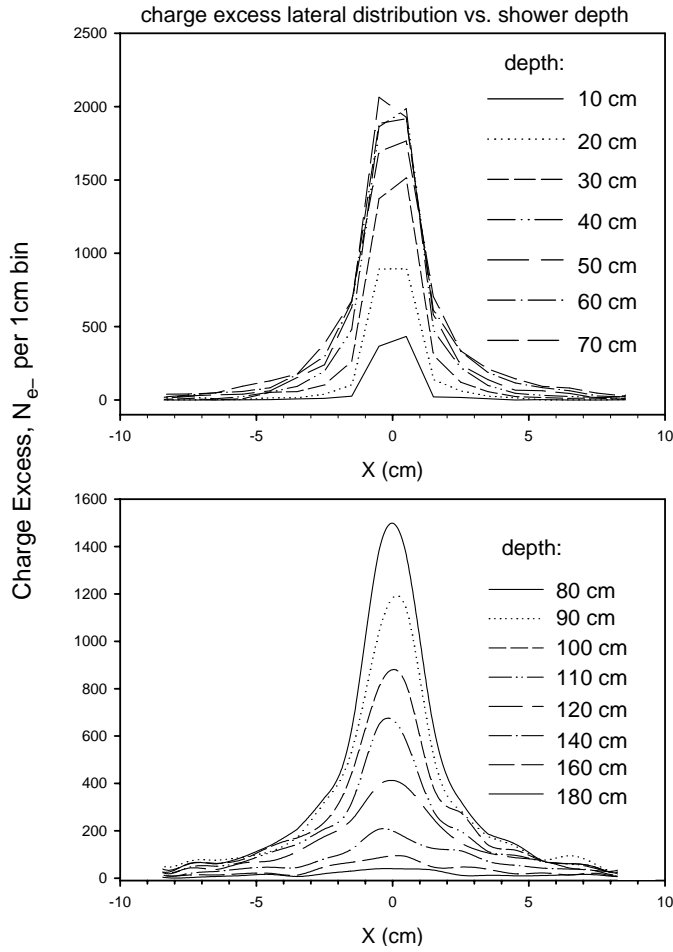 charge excess lateral distribution vs. shower depth
2500
2000
1500
1000
500
0
-10
-5
0
5
10
X (cm)
depth:
10 cm
20 cm
30 cm
40 cm
50 cm
60 cm
70 cm
Charge Excess, Ne- per 1cm bin
1600
1400
1200
1000
800
600
400
200
0
-10
-5
0
5
10
X (cm)
depth:
80 cm
90 cm
100 cm
110 cm
120 cm
140 cm
160 cm
180 cm